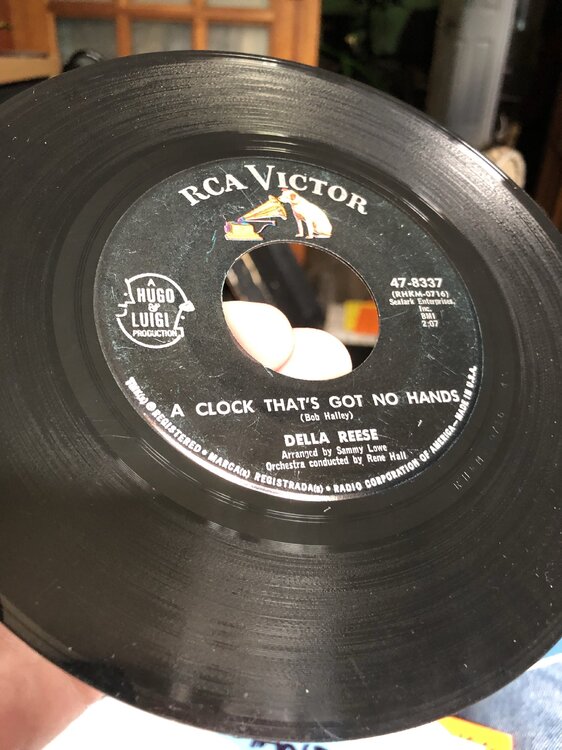 RCA VICTOR
47-8337
(RHKM-0716)
Seafark Enterprises,
Inc.
BMI
2:07
A
HUGO
&
LUIGI
PRODUCTION
A CLOCK THAT'S GOT NO HANDS
(Bob Halley)
DELLA REESE
Arranged by Sammy Lowe
Orchestra conducted by Rene Hall
TMK(s) ® REGISTERED • MARCA(s) REGISTRADA(s) • RADIO CORPORATION OF AMERICA—MADE IN U.S.A.